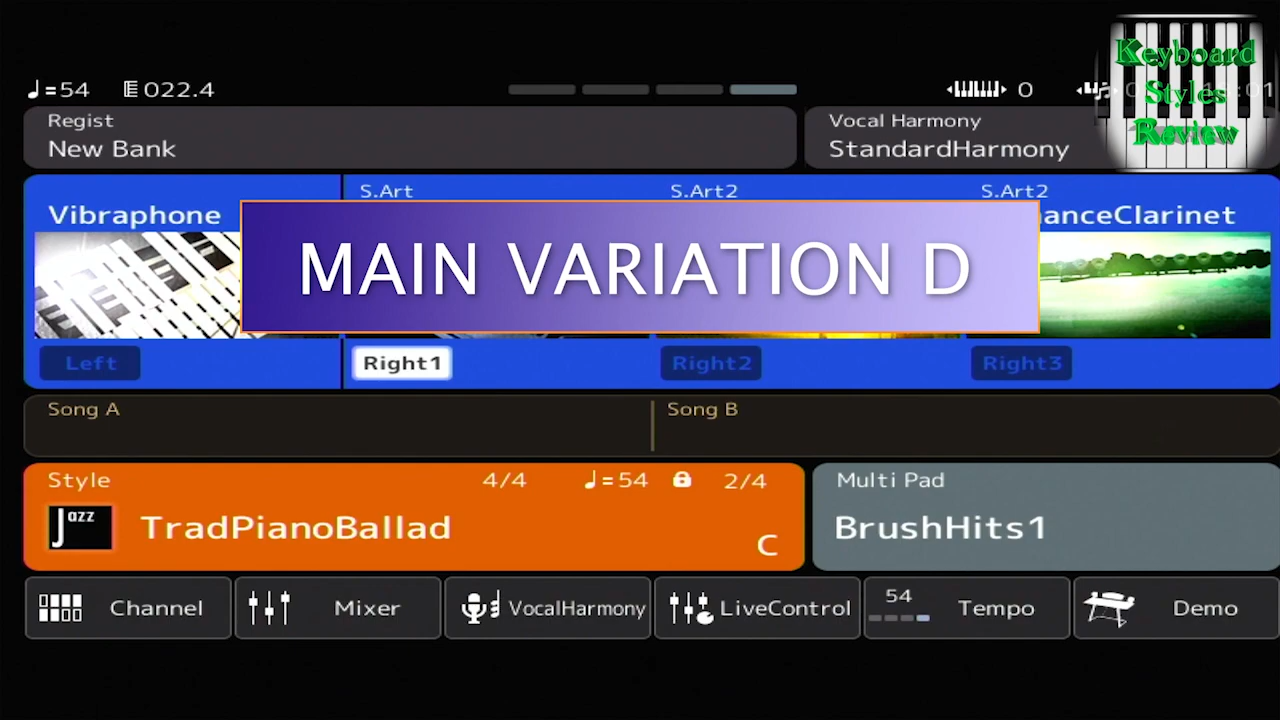 ♩=54 022.4 0
Keyboard
Styles
Review
Regist
New Bank
Vocal Harmony
StandardHarmony
S.Art S.Art2 S.Art2
Vibraphone anceClarinet
MAIN VARIATION D
Left Right1 Right2 Right3
Song A Song B
Style 4/4 ♩=54 2/4
Jazz TradPianoBallad
C
Multi Pad
BrushHits1
Channel Mixer VocalHarmony LiveControl 54 Tempo Demo